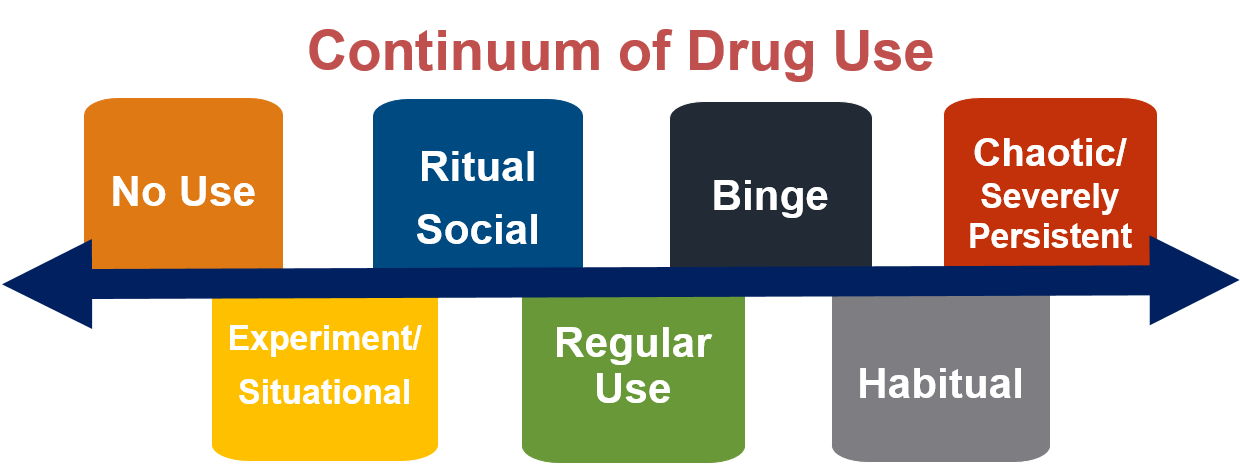 Continuum of Drug Use
No Use
Experiment/
Situational
Ritual
Social
Regular
Use
Binge
Habitual
Chaotic/
Severely
Persistent